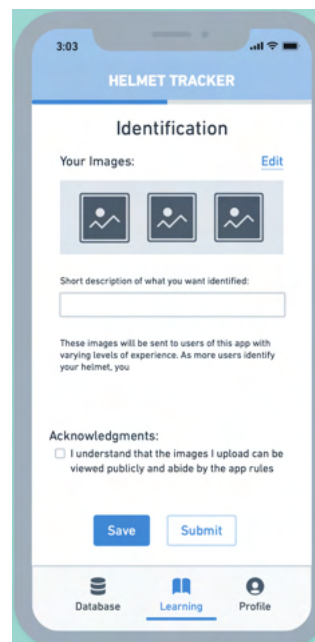 3:03
HELMET TRACKER
Identification
Your Images:
Edit
Short description of what you want identified:
These images will be sent to users of this app with
varying levels of experience. As more users identify
your helmet, you
Acknowledgments:
I understand that the images I upload can be
viewed publicly and abide by the app rules
Save
Submit
Database
Learning
Profile